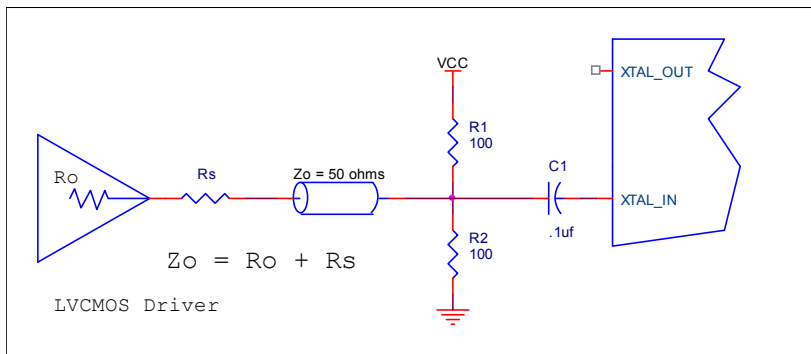 VCC
XTAL_OUT
R1
100
Ro
Rs
Zo = 50 ohms
C1
XTAL_IN
.1uf
R2
100
Zo = Ro + Rs
LVCMOS Driver